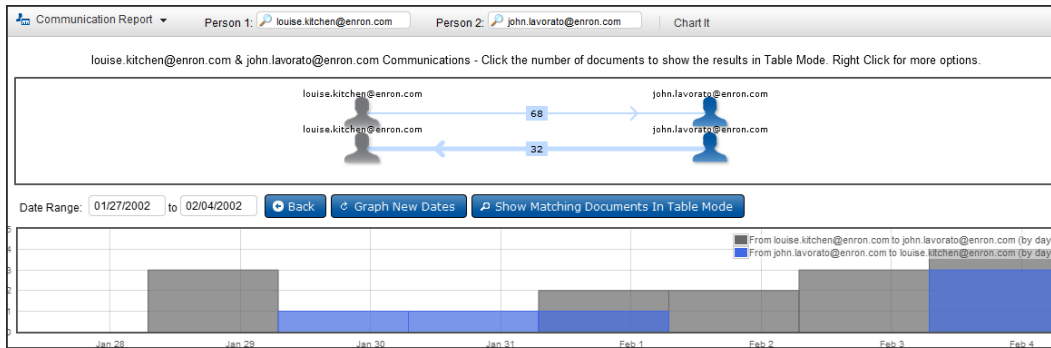 Communication Report Person 1: louise.kitchen@enron.com Person 2: john.lavorato@enron.com Chart It
louise.kitchen@enron.com & john.lavorato@enron.com Communications - Click the number of documents to show the results in Table Mode. Right Click for more options.
louise.kitchen@enron.com john.lavorato@enron.com
68
louise.kitchen@enron.com john.lavorato@enron.com
32
Date Range: 01/27/2002 to 02/04/2002 Back Graph New Dates Show Matching Documents In Table Mode
5
From louise.kitchen@enron.com to john.lavorato@enron.com (by day
4
From john.lavorato@enron.com to louise.kitchen@enron.com (by day
3
2
1
0
Jan 28 Jan 29 Jan 30 Jan 31 Feb 1 Feb 2 Feb 3 Feb 4